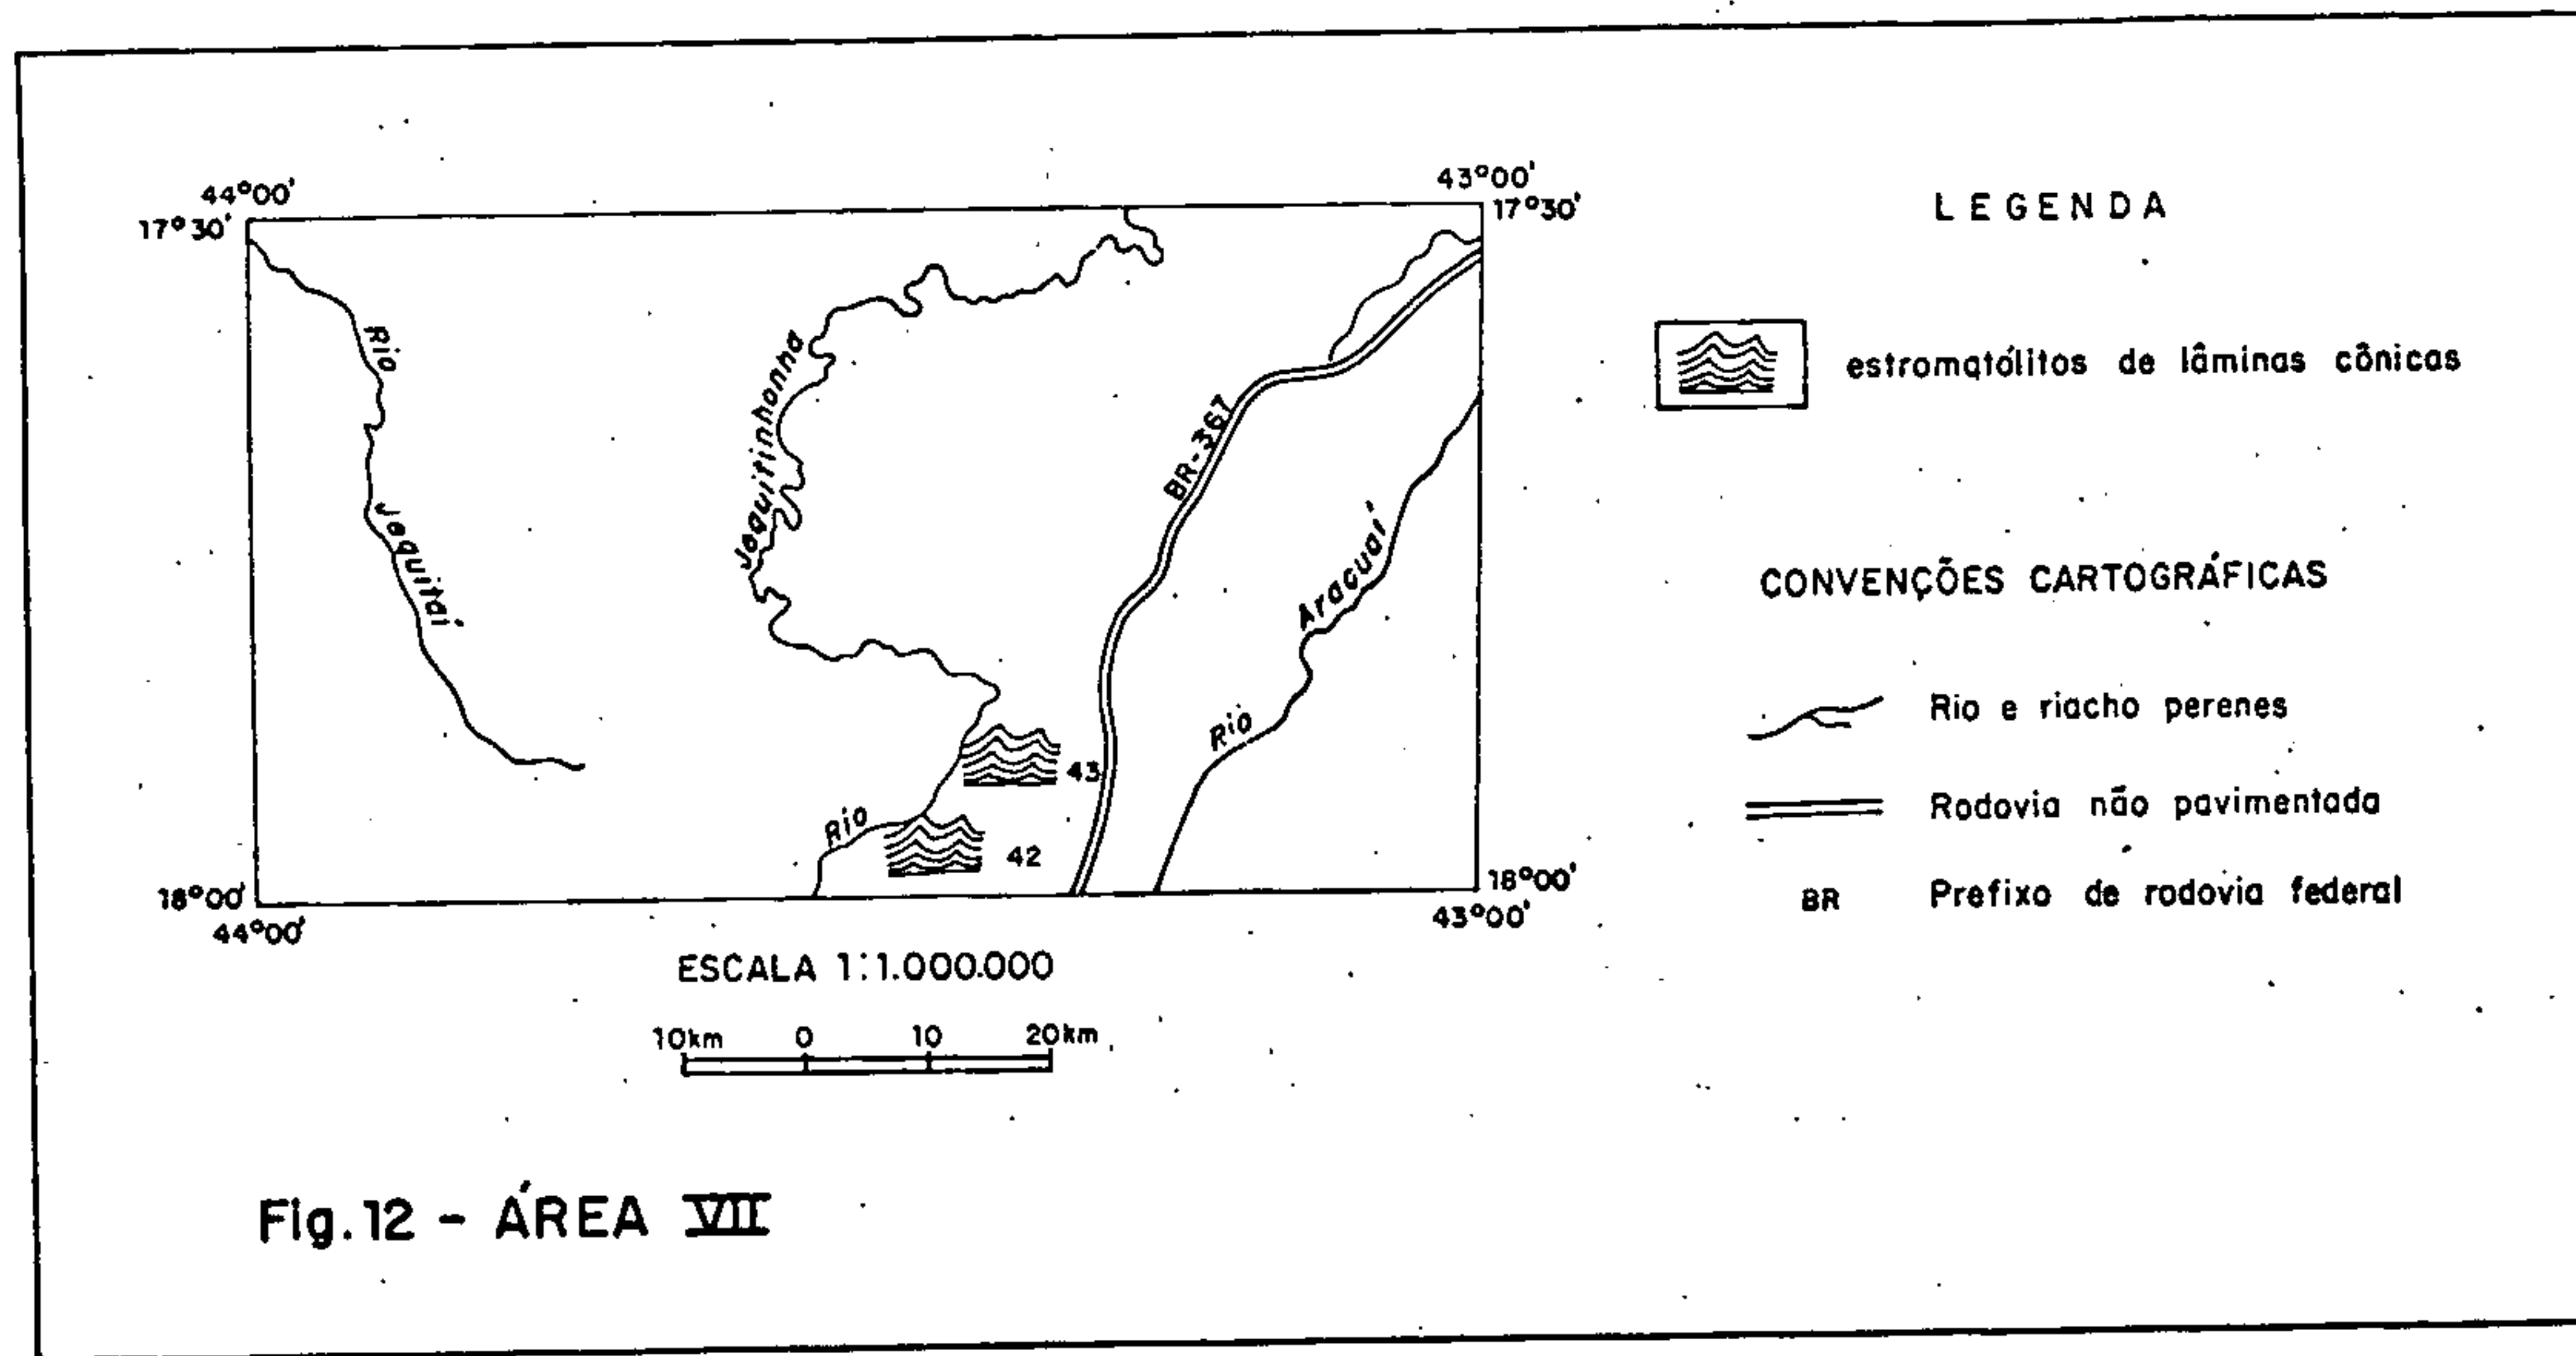 44°00'
43°00'
17°30'
17°30'
Rio
Jequitaí
Jequitinhonha
Rio
BR-367
Rio
Araçuaí
43
42
18°00'
18°00'
44°00'
43°00'
ESCALA 1:1.000.000
10km 0 10 20km
Fig.12 - ÁREA VII
LEGENDA
estromatólitos de lâminas cônicas
CONVENÇÕES CARTOGRÁFICAS
Rio e riacho perenes
Rodovia não pavimentada
BR Prefixo de rodovia federal